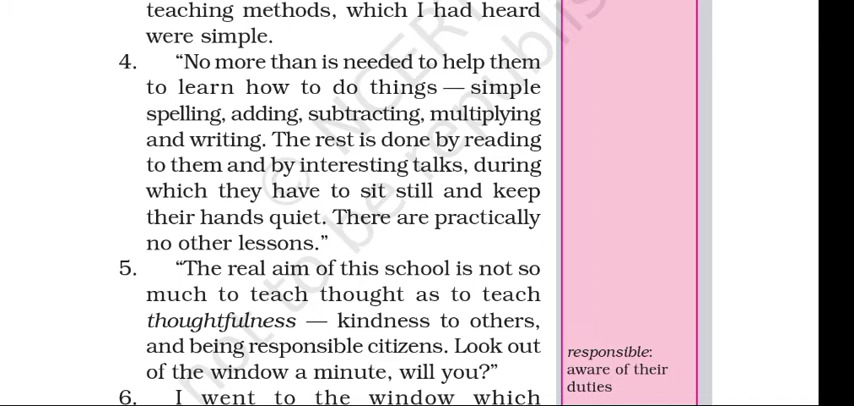 teaching methods, which I had heard
were simple.
4. “No more than is needed to help them
to learn how to do things — simple
spelling, adding, subtracting, multiplying
and writing. The rest is done by reading
to them and by interesting talks, during
which they have to sit still and keep
their hands quiet. There are practically
no other lessons.”
5. “The real aim of this school is not so
much to teach thought as to teach
thoughtfulness — kindness to others,
and being responsible citizens. Look out
of the window a minute, will you?”
6. I went to the window which
responsible:
aware of their
duties
© NCERT
not to be republis